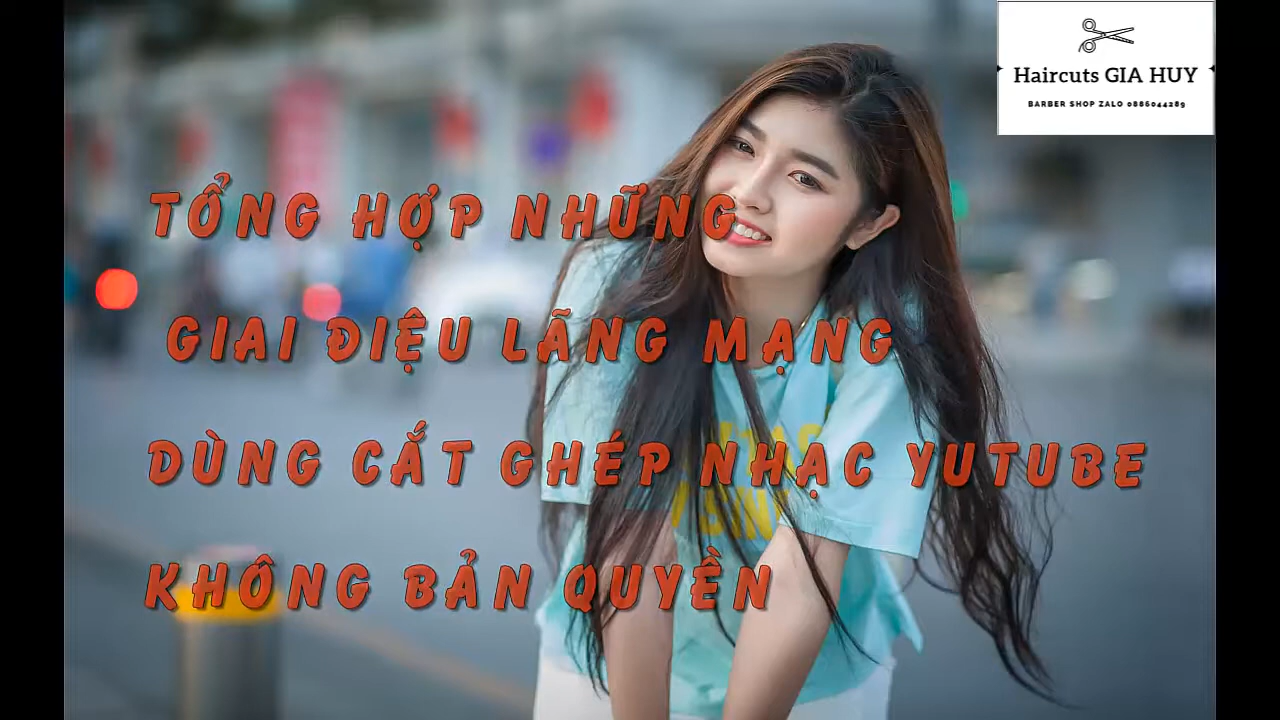 Haircuts GIA HUY
BARBER SHOP ZALO 0886044289
TỔNG HỢP NHỮNG
GIAI ĐIỆU LÃNG MẠNG
DÙNG CẮT GHÉP NHẠC YUTUBE
KHÔNG BẢN QUYỀN